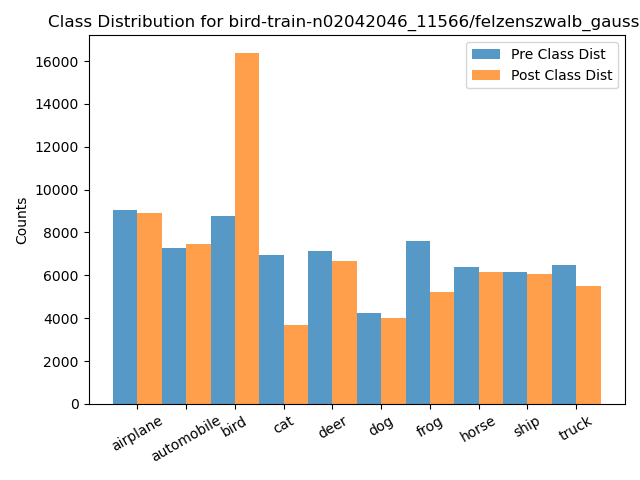 Class Distribution for bird-train-n02042046_11566/felzenszwalb_gauss
Pre Class Dist
Post Class Dist
Counts
16000
14000
12000
10000
8000
6000
4000
2000
0
airplane
automobile
bird
cat
deer
dog
frog
horse
ship
truck